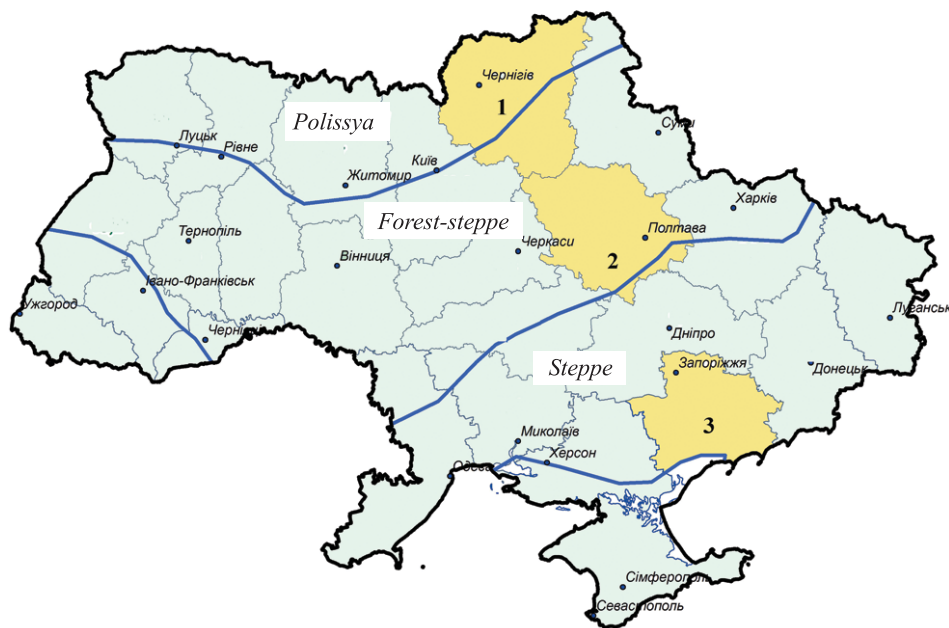 Чернігів
1
Суми
Polissya
Луцьк
Рівне
Київ
Житомир
Харків
Forest-steppe
Полтава
Тернопіль
Черкаси
Вінниця
2
Івано-Франківськ
Ужгород
Луганськ
Чернівці
Дніпро
Steppe
Запоріжжя
Донецьк
3
Миколаїв
Херсон
Одеса
Сімферополь
Севастополь